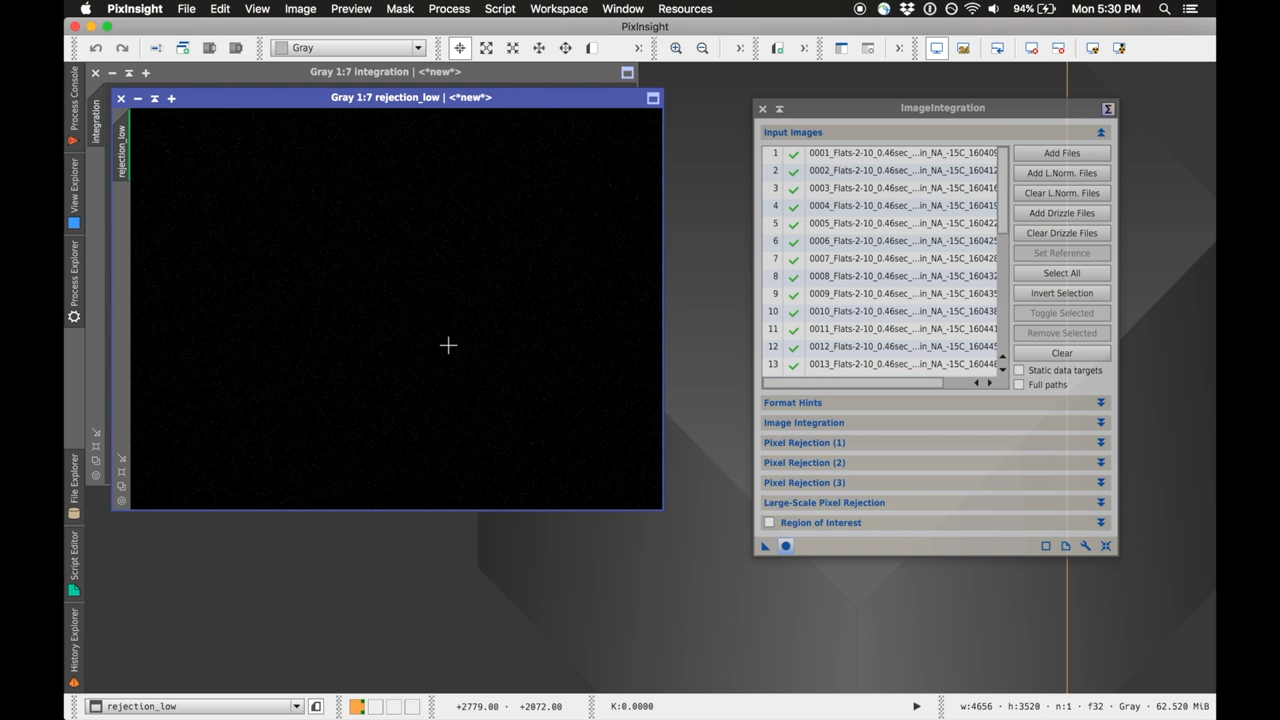 PixInsight File Edit View Image Preview Mask Process Script Workspace Window Resources 94% Mon 5:30 PM
PixInsight
Gray
Gray 1:7 integration | <*new*>
Gray 1:7 rejection_low | <*new*>
Process Console
View Explorer
Process Explorer
File Explorer
Script Editor
History Explorer
integration
rejection_low
ImageIntegration
Input Images
1 0001_Flats-2-10_0.46sec_...in_NA_-15C_160409
2 0002_Flats-2-10_0.46sec_...in_NA_-15C_160412
3 0003_Flats-2-10_0.46sec_...in_NA_-15C_160416
4 0004_Flats-2-10_0.46sec_...in_NA_-15C_160419
5 0005_Flats-2-10_0.46sec_...in_NA_-15C_160422
6 0006_Flats-2-10_0.46sec_...in_NA_-15C_160425
7 0007_Flats-2-10_0.46sec_...in_NA_-15C_160428
8 0008_Flats-2-10_0.46sec_...in_NA_-15C_160432
9 0009_Flats-2-10_0.46sec_...in_NA_-15C_160435
10 0010_Flats-2-10_0.46sec_...in_NA_-15C_160438
11 0011_Flats-2-10_0.46sec_...in_NA_-15C_160441
12 0012_Flats-2-10_0.46sec_...in_NA_-15C_160445
13 0013_Flats-2-10_0.46sec_...in_NA_-15C_160448
Add Files
Add L.Norm. Files
Clear L.Norm. Files
Add Drizzle Files
Clear Drizzle Files
Set Reference
Select All
Invert Selection
Toggle Selected
Remove Selected
Clear
Static data targets
Full paths
Format Hints
Image Integration
Pixel Rejection (1)
Pixel Rejection (2)
Pixel Rejection (3)
Large-Scale Pixel Rejection
Region of Interest
rejection_low
+2779.00 · +2072.00
K:0.0000
w:4656 · h:3520 · n:1 · f32 · Gray · 62.520 MiB